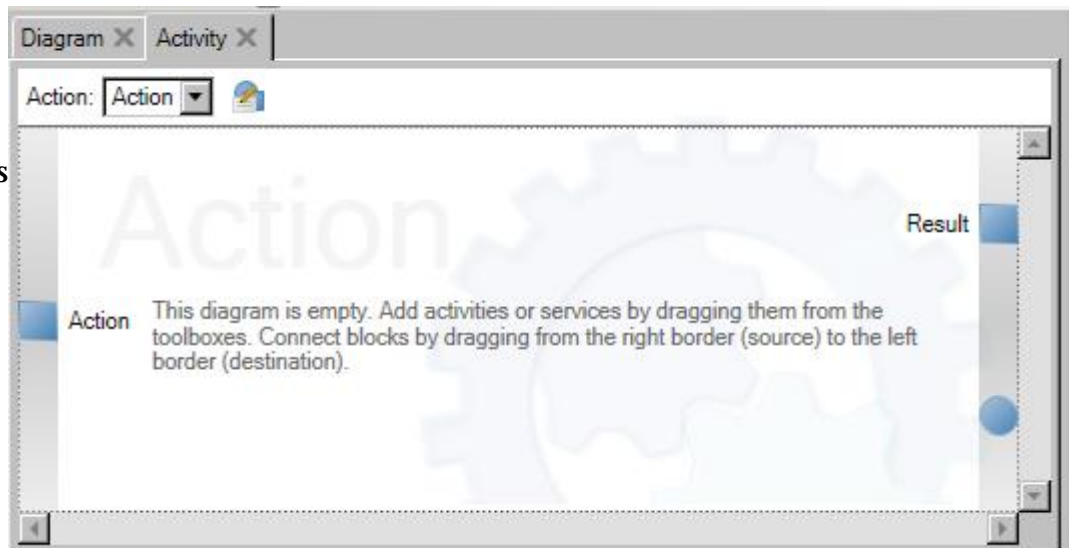 Diagram Activity
Action: Action
s
Action
Result
Action
This diagram is empty. Add activities or services by dragging them from the
toolboxes. Connect blocks by dragging from the right border (source) to the left
border (destination).